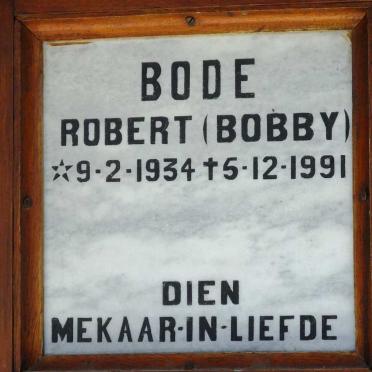 BODE
ROBERT (BOBBY)
☆9-2-1934 ✝5-12-1991
DIEN
MEKAAR-IN-LIEFDE